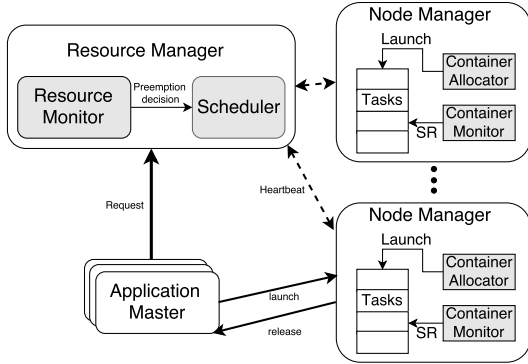 Resource Manager
Resource
Monitor
Preemption
decision
Scheduler
Node Manager
Launch
Container
Allocator
Tasks
Container
Monitor
SR
Heartbeat
Request
Node Manager
Launch
Container
Allocator
Tasks
Container
Monitor
SR
Application
Master
launch
release